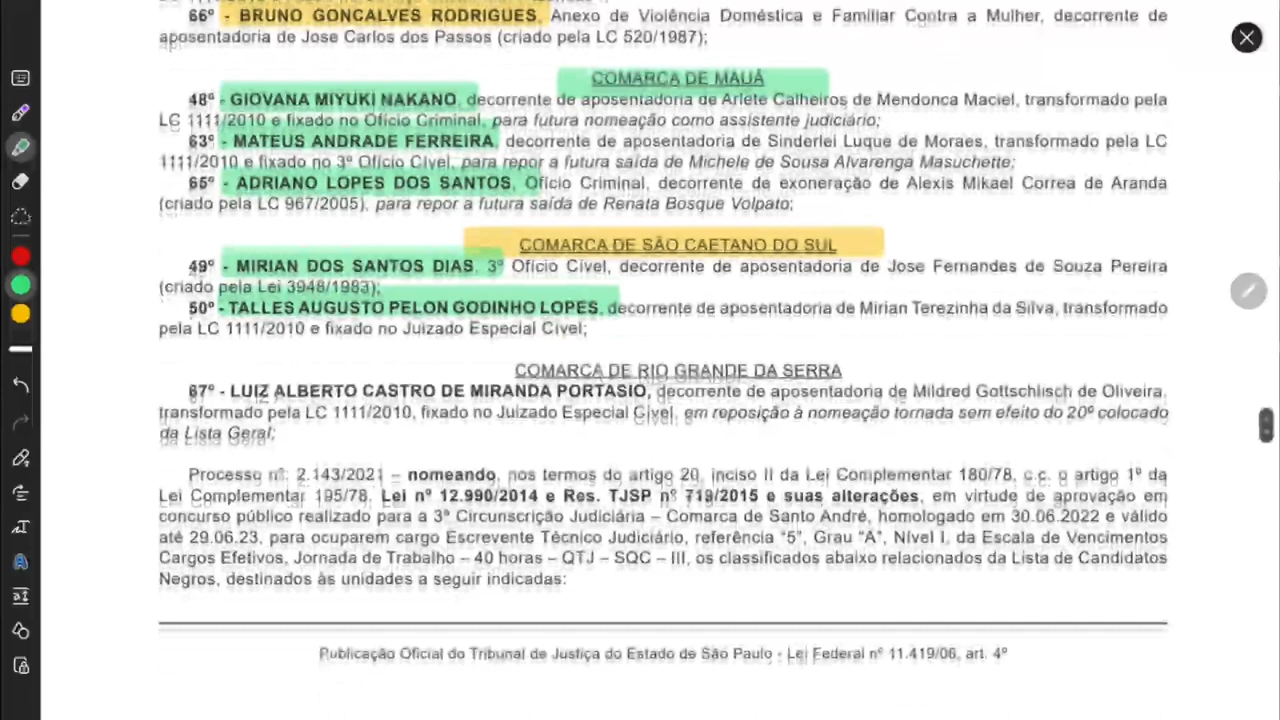 66º - BRUNO GONCALVES RODRIGUES, Anexo de Violência Doméstica e Familiar Contra a Mulher, decorrente de
aposentadoria de Jose Carlos dos Passos (criado pela LC 520/1987);
COMARCA DE MAUÁ
48º - GIOVANA MIYUKI NAKANO, decorrente de aposentadoria de Arlete Calheiros de Mendonca Maciel, transformado pela
LC 1111/2010 e fixado no Ofício Criminal, para futura nomeação como assistente judiciário;
63º - MATEUS ANDRADE FERREIRA, decorrente de aposentadoria de Sinderlei Luque de Moraes, transformado pela LC
1111/2010 e fixado no 3º Ofício Cível, para repor a futura saída de Michele de Sousa Alvarenga Masuchette;
65º - ADRIANO LOPES DOS SANTOS, Ofício Criminal, decorrente de exoneração de Alexis Mikael Correa de Aranda
(criado pela LC 967/2005), para repor a futura saída de Renata Bosque Volpato;
COMARCA DE SÃO CAETANO DO SUL
49º - MIRIAN DOS SANTOS DIAS, 3º Ofício Cível, decorrente de aposentadoria de Jose Fernandes de Souza Pereira
(criado pela Lei 3948/1983);
50º - TALLES AUGUSTO PELON GODINHO LOPES, decorrente de aposentadoria de Mirian Terezinha da Silva, transformado
pela LC 1111/2010 e fixado no Juizado Especial Cível;
COMARCA DE RIO GRANDE DA SERRA
67º - LUIZ ALBERTO CASTRO DE MIRANDA PORTASIO, decorrente de aposentadoria de Mildred Gottschlisch de Oliveira,
transformado pela LC 1111/2010, fixado no Juizado Especial Cível, em reposição à nomeação tornada sem efeito do 20º colocado
da Lista Geral;
Processo nº. 2.143/2021 – nomeando, nos termos do artigo 20, inciso II da Lei Complementar 180/78, c.c. o artigo 1º da
Lei Complementar 195/78, Lei nº 12.990/2014 e Res. TJSP nº 719/2015 e suas alterações, em virtude de aprovação em
concurso público realizado para a 3ª Circunscrição Judiciária – Comarca de Santo André, homologado em 30.06.2022 e válido
até 29.06.23, para ocuparem cargo Escrevente Técnico Judiciário, referência "5", Grau "A", Nível I, da Escala de Vencimentos
Cargos Efetivos, Jornada de Trabalho – 40 horas – QTJ – SQC – III, os classificados abaixo relacionados da Lista de Candidatos
Negros, destinados às unidades a seguir indicadas:
Publicação Oficial do Tribunal de Justiça do Estado de São Paulo - Lei Federal nº 11.419/06, art. 4º